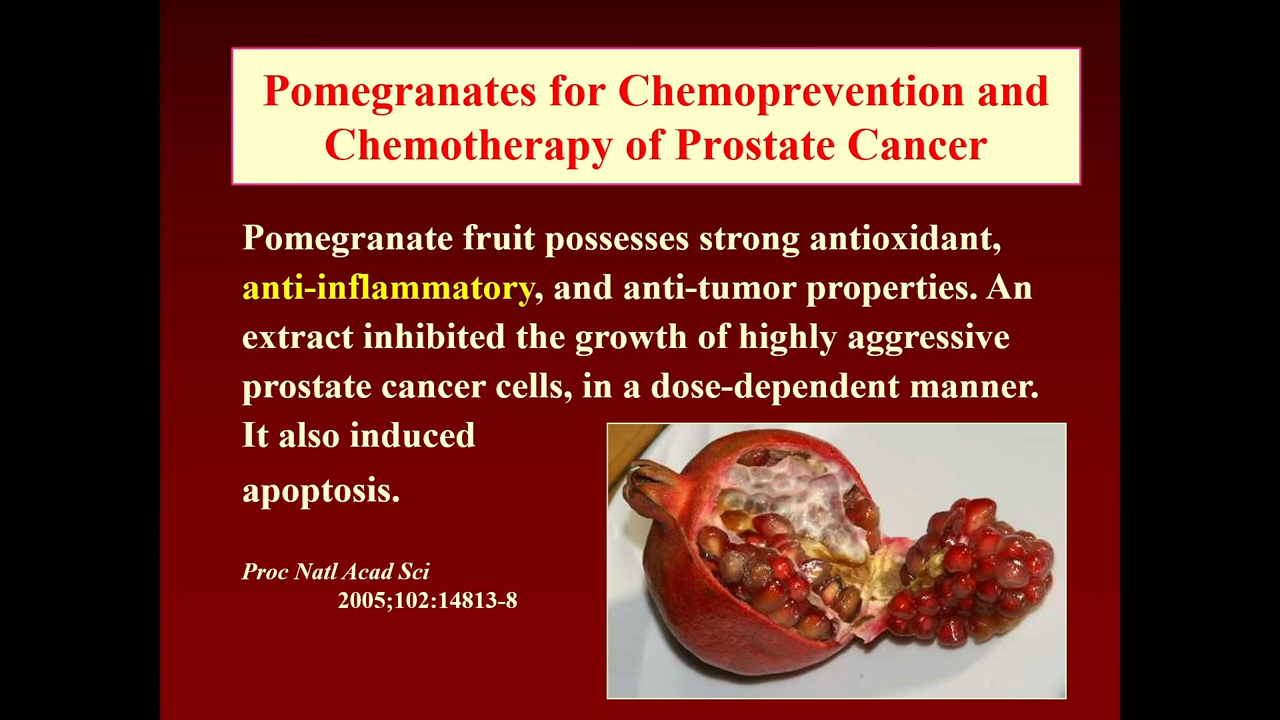 Pomegranates for Chemoprevention and
Chemotherapy of Prostate Cancer
Pomegranate fruit possesses strong antioxidant,
anti-inflammatory, and anti-tumor properties. An
extract inhibited the growth of highly aggressive
prostate cancer cells, in a dose-dependent manner.
It also induced
apoptosis.
Proc Natl Acad Sci
2005;102:14813-8